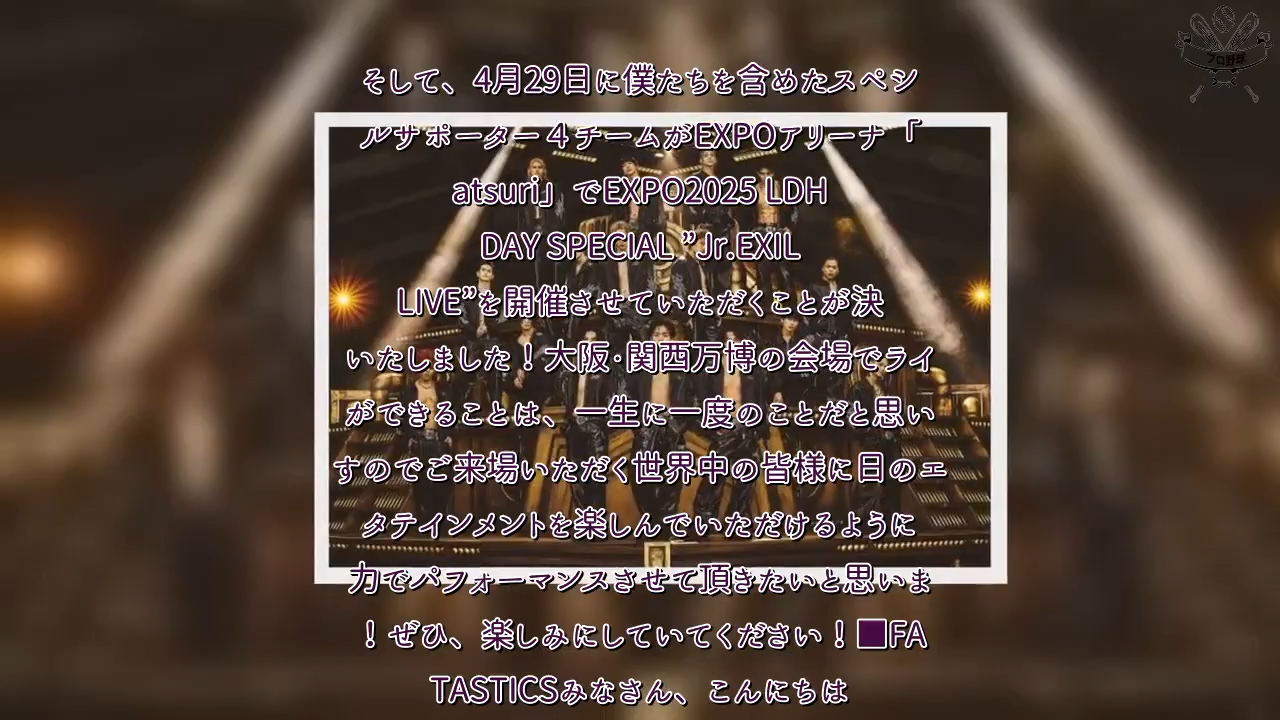 プロ野球
そして、4月29日に僕たちを含めたスペシ
ルサポーター４チームがEXPOアリーナ「
atsuri」でEXPO2025 LDH
DAY SPECIAL ”Jr.EXIL
LIVE”を開催させていただくことが決
いたしました！大阪·関西万博の会場でライ
ができることは、 一生に一度のことだと思い
すのでご来場いただく世界中の皆様に日のエ
タテインメントを楽しんでいただけるように
力でパフォーマンスさせて頂きたいと思いま
！ぜひ、楽しみにしていてください！■FA
TASTICSみなさん、こんにちは